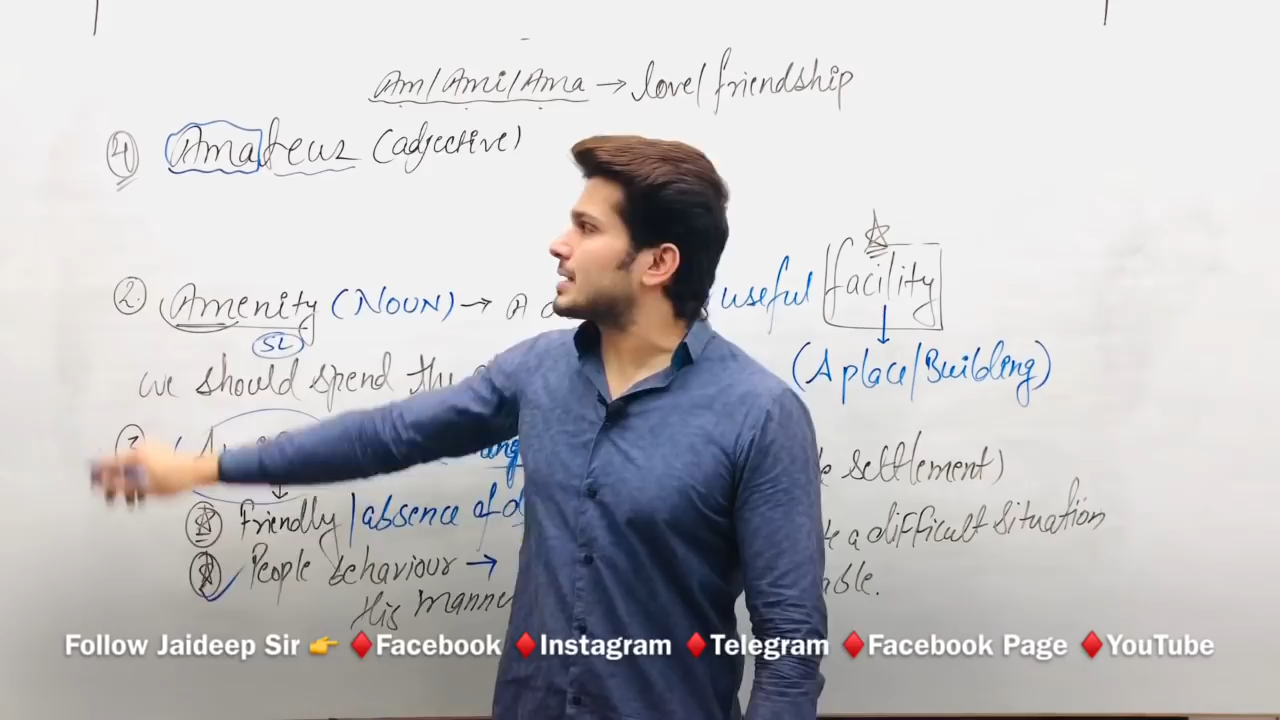 Am/Ami/Ama → love/friendship
4 Amateur (adjective)
2. Amenity (NOUN) → A useful facility
SL
(A place/Building)
we should spend the
3
settlement)
Friendly/absence of d
a difficult situation
People behaviour →
able.
His manne
Follow Jaideep Sir 👉 ♦Facebook ♦Instagram ♦Telegram ♦Facebook Page ♦YouTube